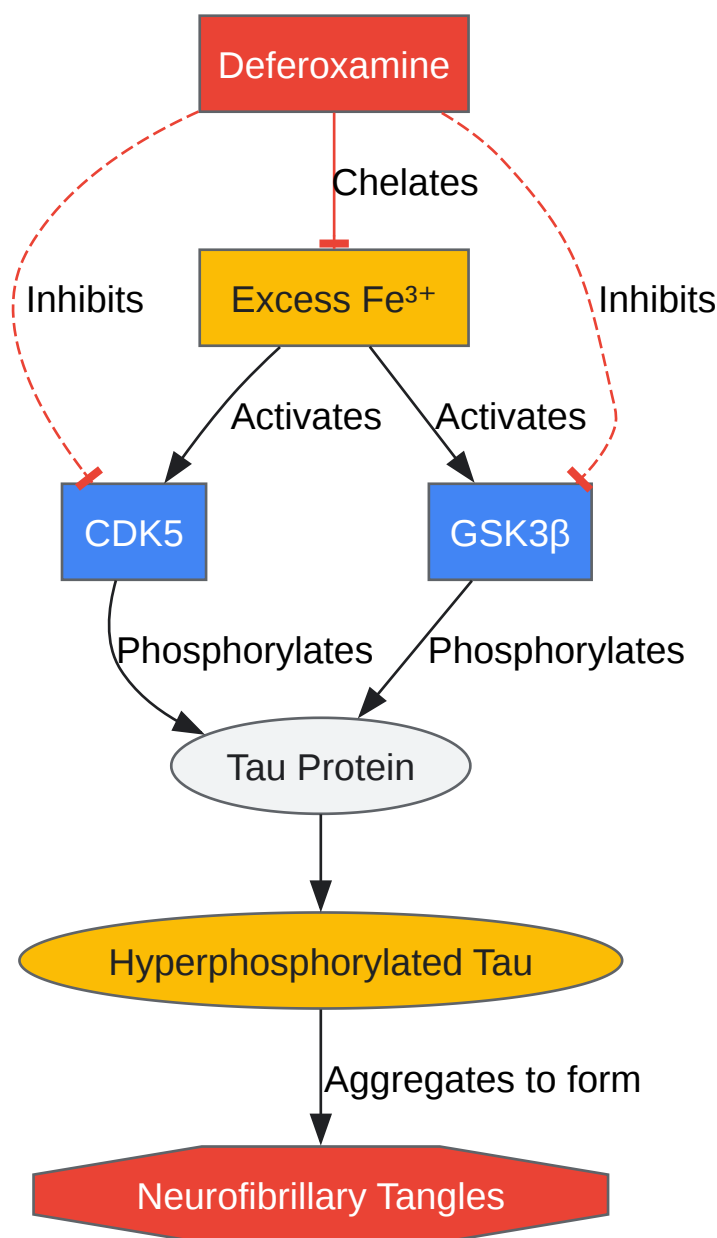 Deferoxamine
Chelates
Inhibits
Excess Fe³⁺
Inhibits
Activates
Activates
CDK5
GSK3β
Phosphorylates
Phosphorylates
Tau Protein
Hyperphosphorylated Tau
Aggregates to form
Neurofibrillary Tangles